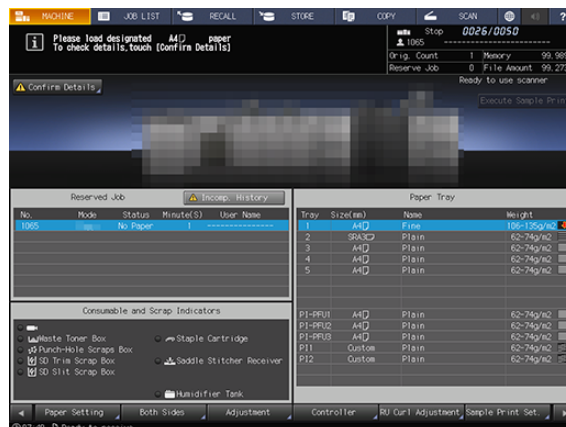 MACHINE JOB LIST RECALL STORE COPY SCAN ?
Please load designated A4 paper
To check details,touch [Confirm Details]
Stop 0026/0050
1065 ----------------
Orig. Count 1 Memory 99.98
Reserve Job 0 File Amount 99.27
Ready to use scanner
Confirm Details
Execute Sample Prin
Reserved Job
Incomp. History
No. Mode Status Minute(S) User Name
1065 No Paper 1 ----------------
Paper Tray
Tray Size(mm) Name Weight
1 A4 Fine 106-135g/m2
2 SRA3 Plain 62-74g/m2
3 A4 Plain 62-74g/m2
4 A4 Plain 62-74g/m2
5 A4 Plain 62-74g/m2
PI-PFU1 A4 Plain 62-74g/m2
PI-PFU2 A4 Plain 62-74g/m2
PI-PFU3 A4 Plain 62-74g/m2
PI1 Custom Plain 62-74g/m2
PI2 Custom Plain 62-74g/m2
Consumable and Scrap Indicators
Waste Toner Box
Punch-Hole Scraps Box
SD Trim Scrap Box
SD Slit Scrap Box
Staple Cartridge
Saddle Stitcher Receiver
Humidifier Tank
Paper Setting Both Sides Adjustment Controller RU Curl Adjustment Sample Print Set.